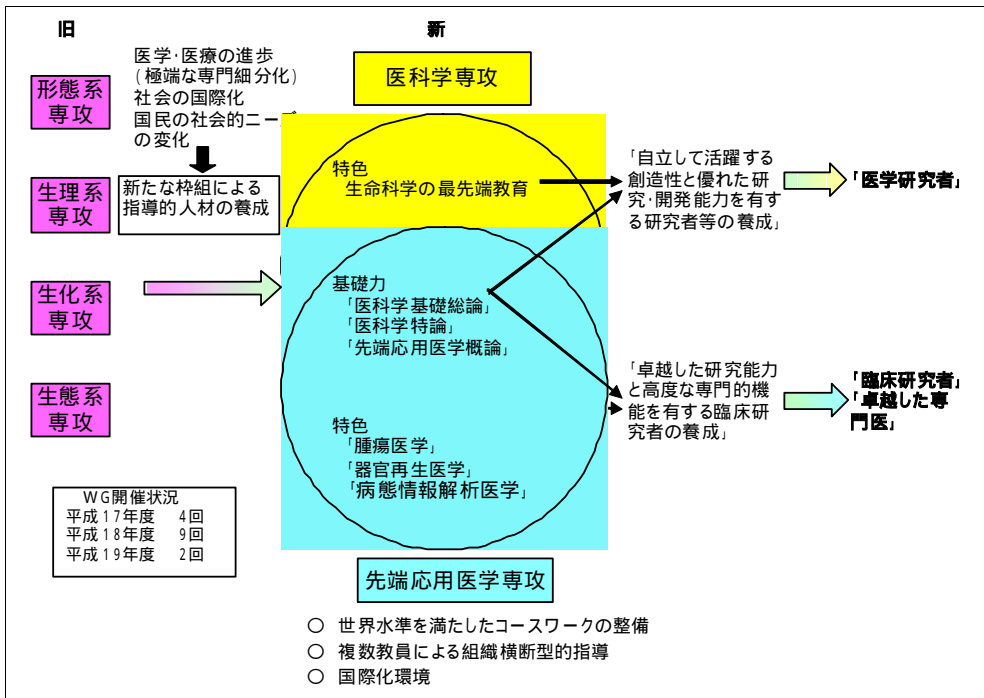 旧
新
形態系
専攻
生理系
専攻
生化系
専攻
生態系
専攻
医学・医療の進歩
(極端な専門細分化)
社会の国際化
国民の社会的ニーズ
の変化
新たな枠組による
指導的人材の養成
WG開催状況
平成17年度 4回
平成18年度 9回
平成19年度 2回
医科学専攻
特色
生命科学の最先端教育
基礎力
「医科学基礎総論」
「医科学特論」
「先端応用医学概論」
特色
「腫瘍医学」
「器官再生医学」
「病態情報解析医学」
先端応用医学専攻
「自立して活躍する
創造性と優れた研
究・開発能力を有す
る研究者等の養成」
「医学研究者」
「卓越した研究能力
と高度な専門的機
能を有する臨床研
究者の養成」
「臨床研究者」
「卓越した専
門医」
○ 世界水準を満たしたコースワークの整備
○ 複数教員による組織横断型的指導
○ 国際化環境